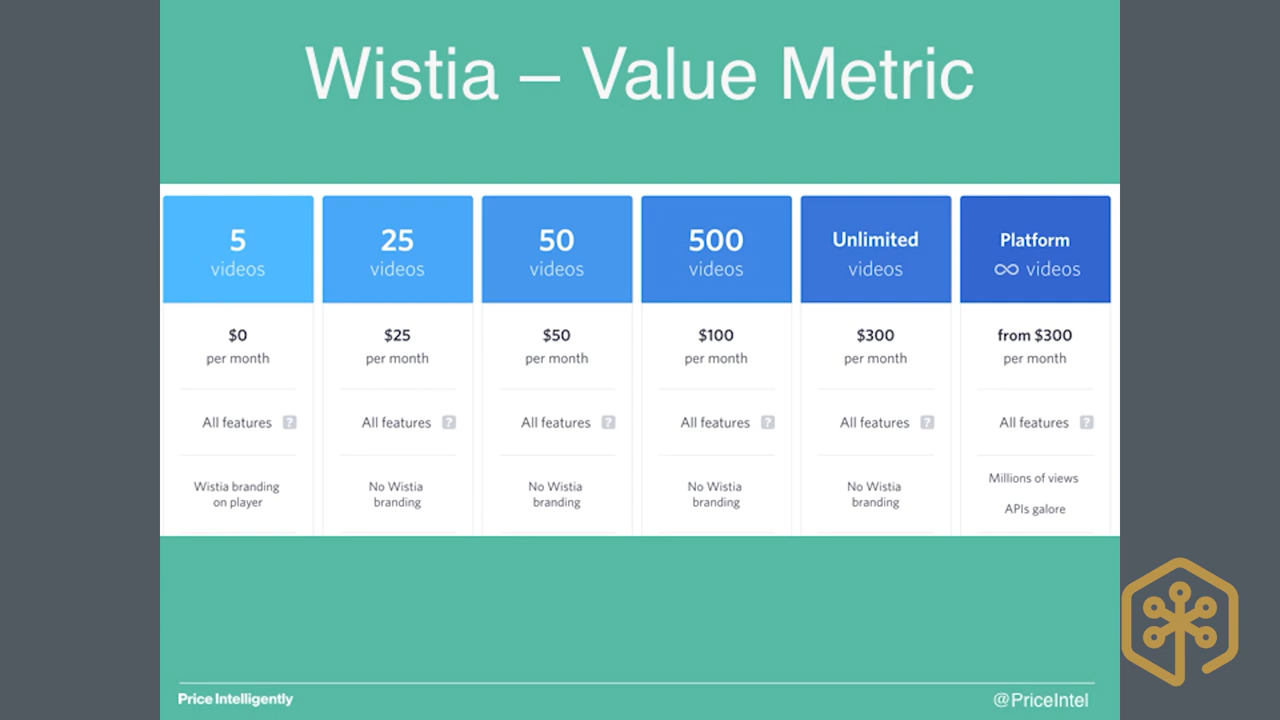 Wistia – Value Metric
5
videos
$0
per month
All features ?
Wistia branding
on player
25
videos
$25
per month
All features ?
No Wistia
branding
50
videos
$50
per month
All features ?
No Wistia
branding
500
videos
$100
per month
All features ?
No Wistia
branding
Unlimited
videos
$300
per month
All features ?
No Wistia
branding
Platform
∞ videos
from $300
per month
All features ?
Millions of views
APIs galore
Price Intelligently
@PriceIntel